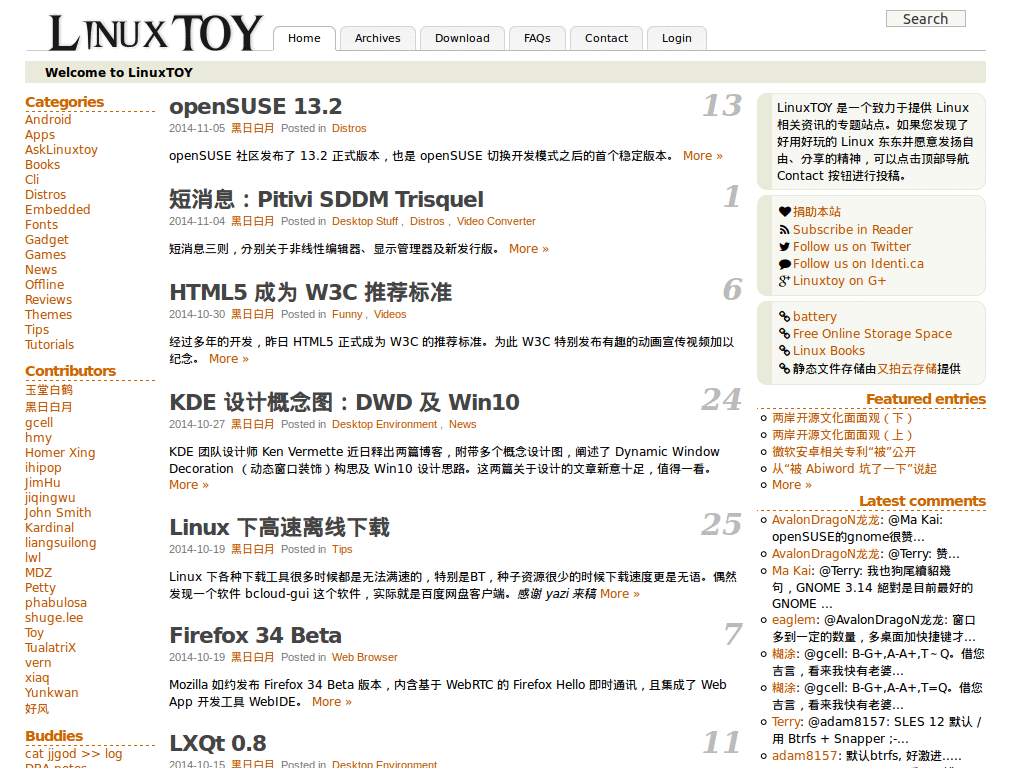 LINUX TOY
Home
Archives
Download
FAQs
Contact
Login
Search
Welcome to LinuxTOY
Categories
Android
Apps
AskLinuxtoy
Books
Cli
Distros
Embedded
Fonts
Gadget
Games
News
Offline
Reviews
Themes
Tips
Tutorials
Contributors
玉堂白鹤
黑日白月
gcell
hmy
Homer Xing
ihipop
JimHu
jiqingwu
John Smith
Kardinal
liangsuilong
lwl
MDZ
Petty
phabulosa
shuge.lee
Toy
TualatriX
vern
xiaq
Yunkwan
好风
Buddies
cat jjgod >> log
openSUSE 13.2
13
2014-11-05 黑日白月 Posted in Distros
openSUSE 社区发布了 13.2 正式版本，也是 openSUSE 切换开发模式之后的首个稳定版本。 More »
短消息：Pitivi SDDM Trisquel
1
2014-11-04 黑日白月 Posted in Desktop Stuff , Distros , Video Converter
短消息三则，分别关于非线性编辑器、显示管理器及新发行版。 More »
HTML5 成为 W3C 推荐标准
6
2014-10-30 黑日白月 Posted in Funny , Videos
经过多年的开发，昨日 HTML5 正式成为 W3C 的推荐标准。为此 W3C 特别发布有趣的动画宣传视频加以
纪念。 More »
KDE 设计概念图：DWD 及 Win10
24
2014-10-27 黑日白月 Posted in Desktop Environment , News
KDE 团队设计师 Ken Vermette 近日释出两篇博客，附带多个概念设计图，阐述了 Dynamic Window
Decoration （动态窗口装饰）构思及 Win10 设计思路。这两篇关于设计的文章新意十足，值得一看。
More »
Linux 下高速离线下载
25
2014-10-19 黑日白月 Posted in Tips
Linux 下各种下载工具很多时候都是无法满速的，特别是BT，种子资源很少的时候下载速度更是无语。偶然
发现一个软件 bcloud-gui 这个软件，实际就是百度网盘客户端。感谢 yazi 来稿 More »
Firefox 34 Beta
7
2014-10-19 黑日白月 Posted in Web Browser
Mozilla 如约发布 Firefox 34 Beta 版本，内含基于 WebRTC 的 Firefox Hello 即时通讯，且集成了 Web
App 开发工具 WebIDE。 More »
LXQt 0.8
11
2014-10-15 黑日白月 Posted in Desktop Environment
LinuxTOY 是一个致力于提供 Linux
相关资讯的专题站点。如果您发现了
好用好玩的 Linux 东东并愿意发扬自
由、分享的精神，可以点击顶部导航
Contact 按钮进行投稿。
捐助本站
Subscribe in Reader
Follow us on Twitter
Follow us on Identi.ca
Linuxtoy on G+
battery
Free Online Storage Space
Linux Books
静态文件存储由又拍云存储提供
Featured entries
两岸开源文化面面观（下）
两岸开源文化面面观（上）
微软安卓相关专利“被”公开
从“被 Abiword 坑了一下”说起
More »
Latest comments
AvalonDragoN龙龙: @Ma Kai:
openSUSE的gnome很赞…
AvalonDragoN龙龙: @Terry: 赞…
Ma Kai: @Terry: 我也狗尾續貂幾
句，GNOME 3.14 絕對是目前最好的
GNOME …
eaglem: @AvalonDragoN龙龙: 窗口
多到一定的数量，多桌面加快捷键才…
糊涂: @gcell: B-G+,A-A+,T～Q。借您
吉言，看来我快有老婆…
糊涂: @gcell: B-G+,A-A+,T=Q。借您
吉言，看来我快有老婆…
Terry: @adam8157: SLES 12 默认 /
用 Btrfs + Snapper ;-…
adam8157: 默认btrfs, 好激进…..